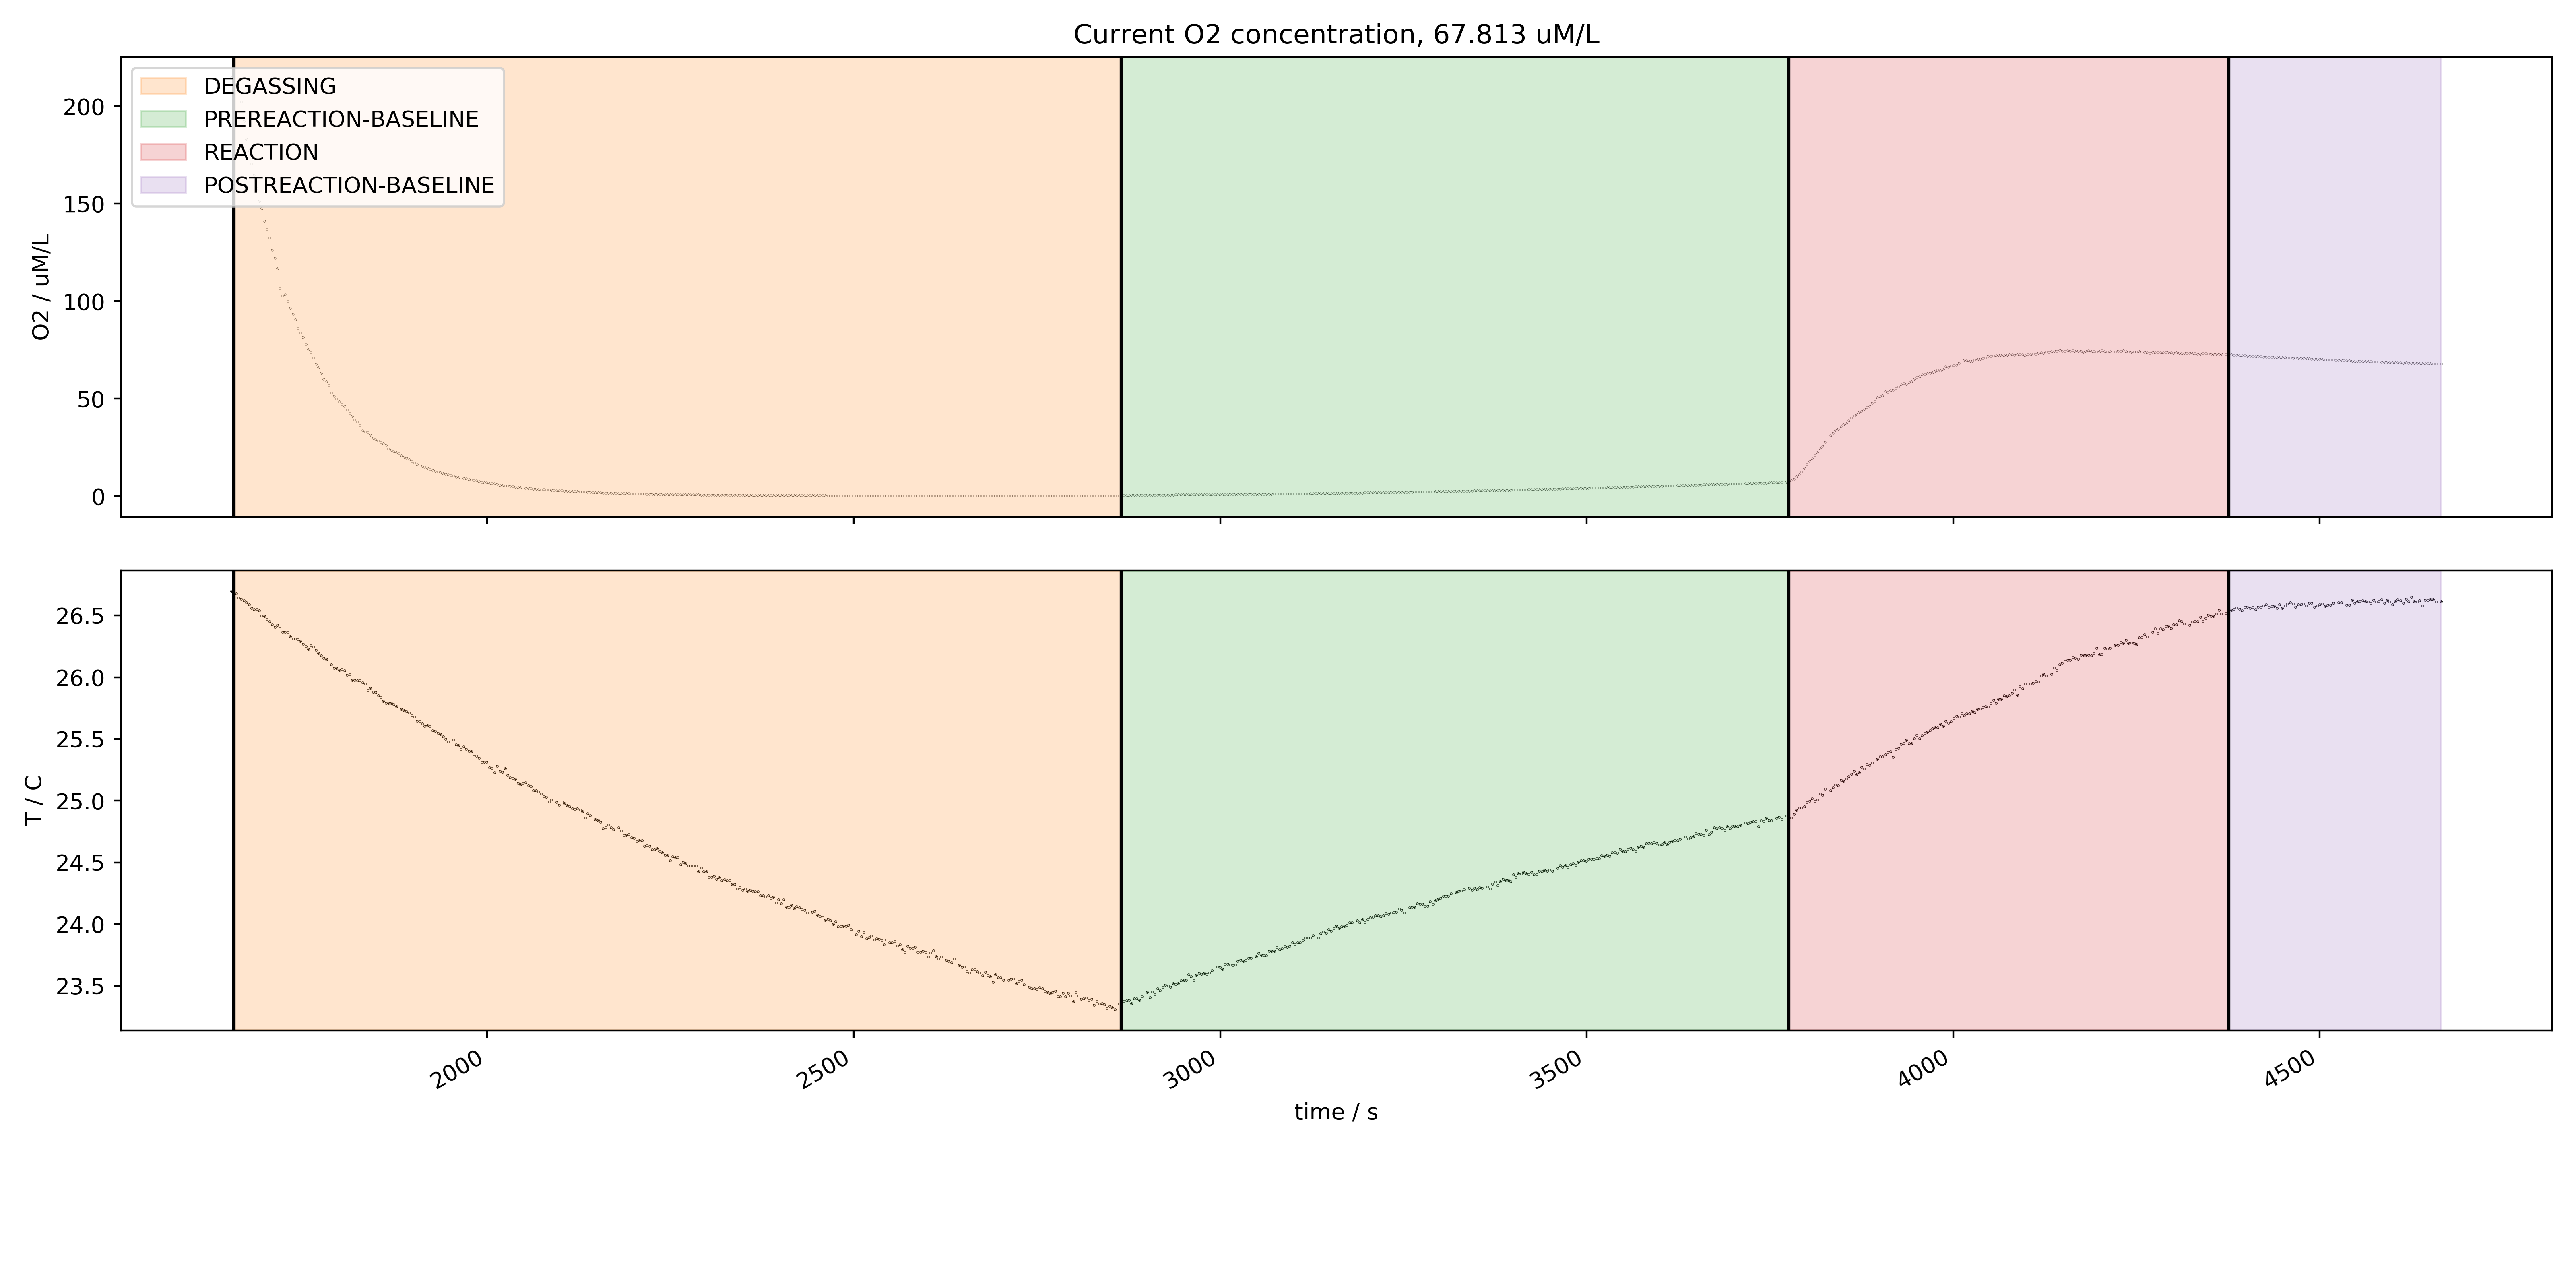 Current O2 concentration, 67.813 uM/L
DEGASSING
PREREACTION-BASELINE
REACTION
POSTREACTION-BASELINE
200
150
100
50
0
O2 / uM/L
26.5
26.0
25.5
25.0
24.5
24.0
23.5
T / C
2000
2500
3000
3500
4000
4500
time / s